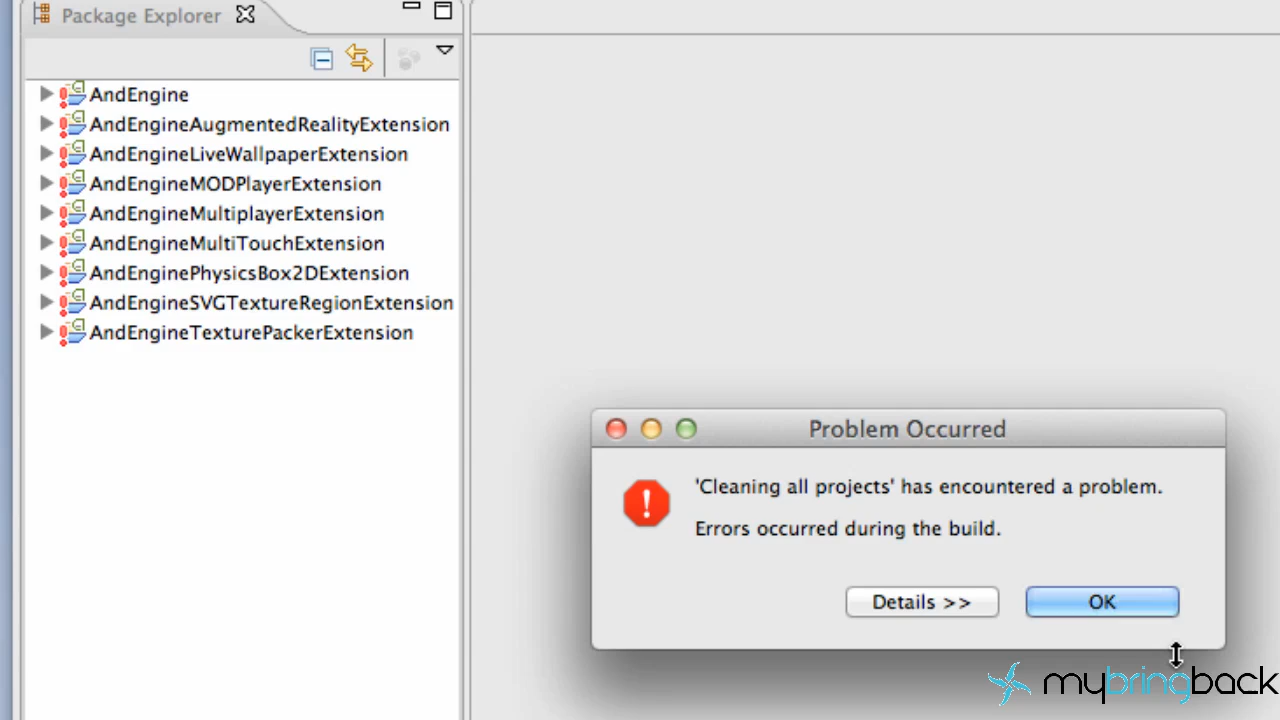 Package Explorer
AndEngine
AndEngineAugmentedRealityExtension
AndEngineLiveWallpaperExtension
AndEngineMODPlayerExtension
AndEngineMultiplayerExtension
AndEngineMultiTouchExtension
AndEnginePhysicsBox2DExtension
AndEngineSVGTextureRegionExtension
AndEngineTexturePackerExtension
Problem Occurred
'Cleaning all projects' has encountered a problem.
Errors occurred during the build.
Details >>
OK
mybringback